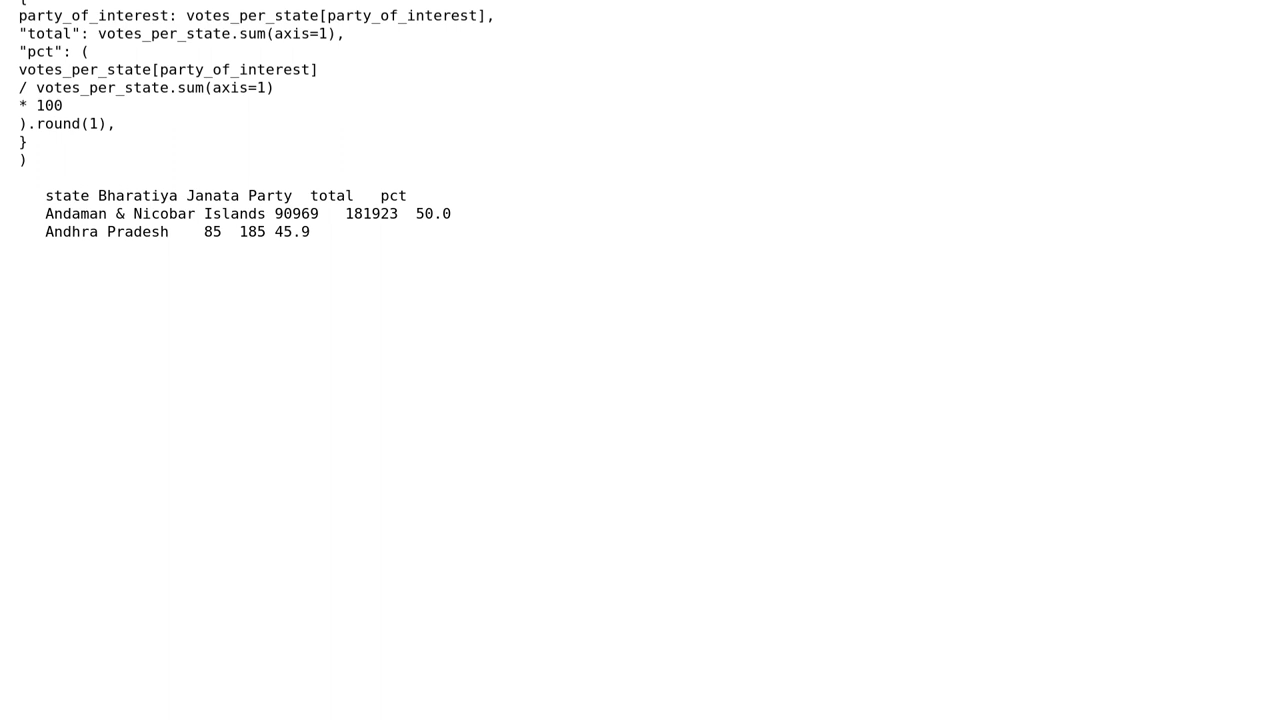 {
party_of_interest: votes_per_state[party_of_interest],
"total": votes_per_state.sum(axis=1),
"pct": (
votes_per_state[party_of_interest]
/ votes_per_state.sum(axis=1)
* 100
).round(1),
}
)
state Bharatiya Janata Party  total   pct
Andaman & Nicobar Islands 90969   181923  50.0
Andhra Pradesh    85  185 45.9